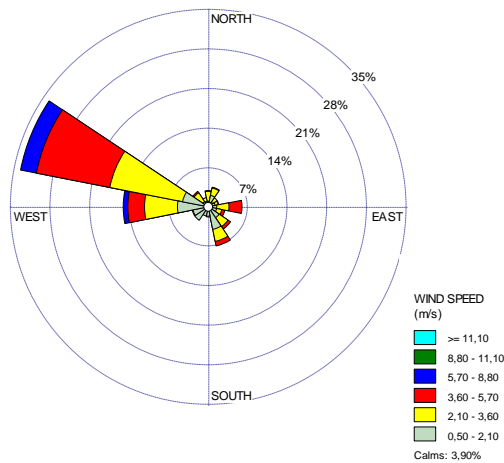 NORTH
35%
28%
21%
14%
7%
WEST
EAST
SOUTH
WIND SPEED
(m/s)
>= 11,10
8,80 - 11,10
5,70 - 8,80
3,60 - 5,70
2,10 - 3,60
0,50 - 2,10
Calms: 3,90%